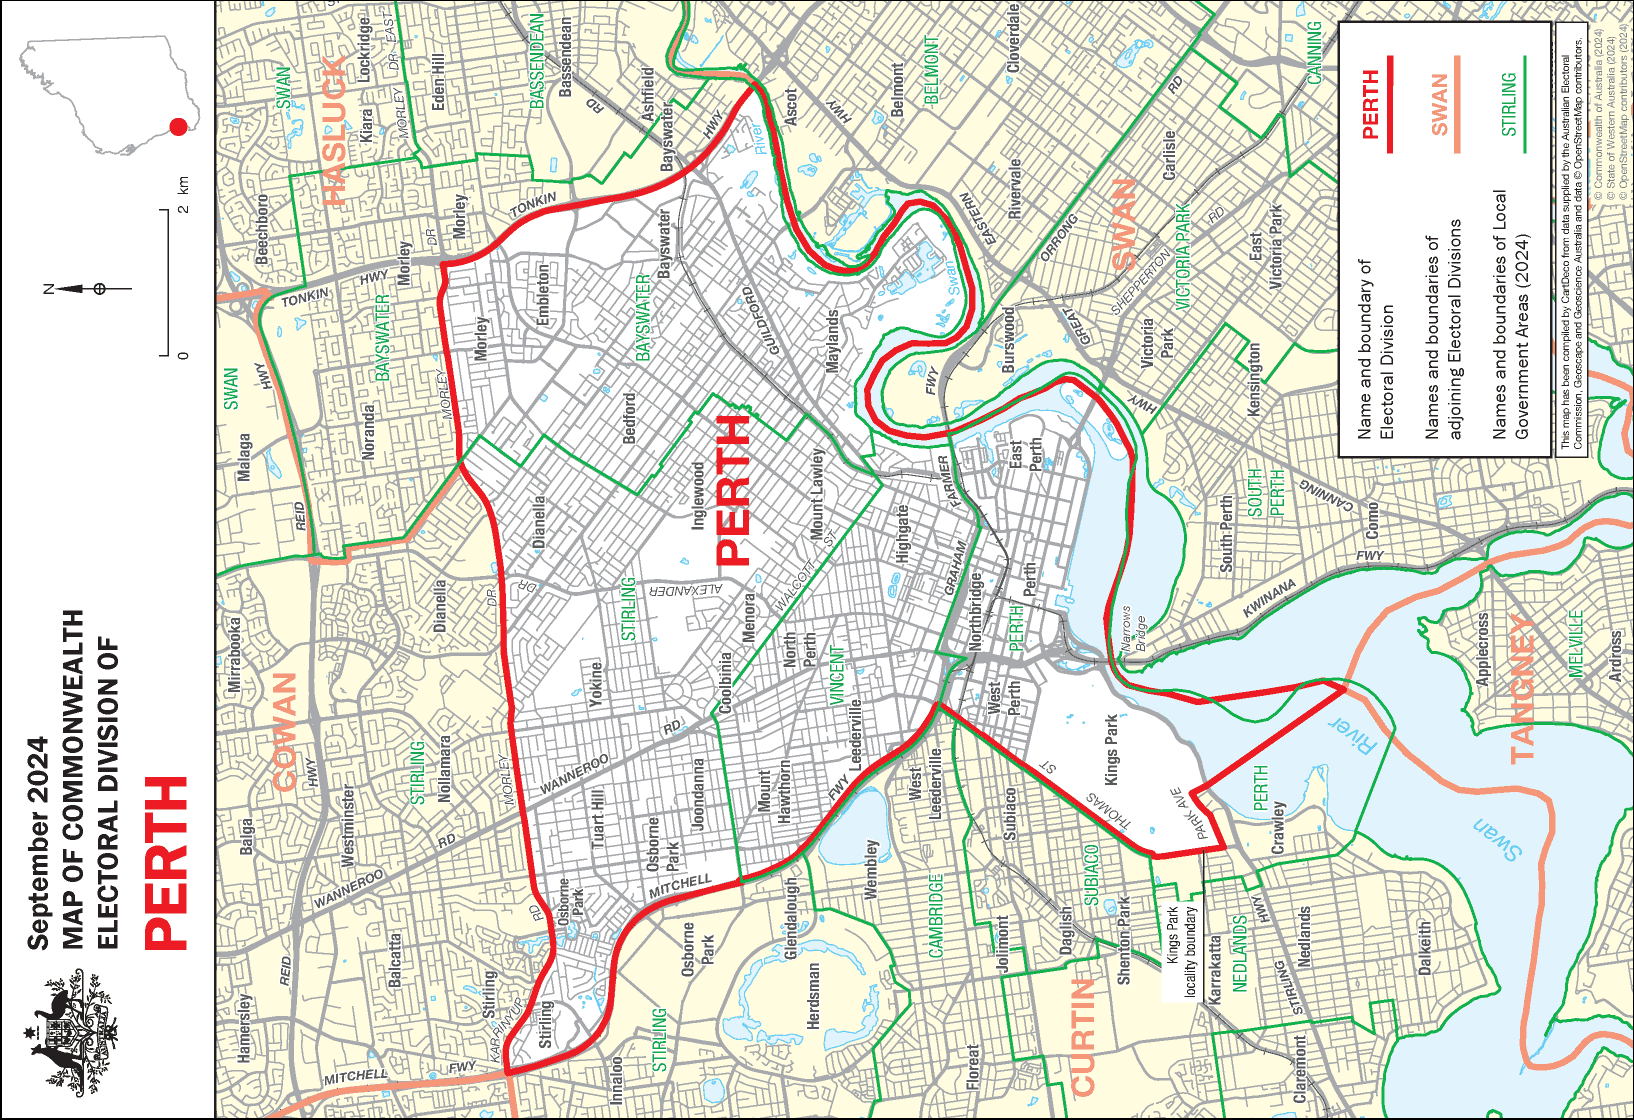 September 2024
MAP OF COMMONWEALTH
ELECTORAL DIVISION OF
PERTH
N
0
2 km
Hamersley
Balga
Mirrabooka
Malaga
SWAN
Beechboro
SWAN
HASLUCK
Lockridge
Kiara
DR
EAST
MORLEY
Eden Hill
BASSENDEAN
Bassendean
RD
Ashfield
Bayswater
HWY
COWAN
REID
HWY
REID
HWY
TONKIN
HWY
Morley
DR
Morley
TONKIN
BAYSWATER
Noranda
Westminster
WANNEROO
RD
Balcatta
STIRLING
Nollamara
Dianella
MITCHELL
FWY
Stirling
KARRINYUP
RD
MORLEY
DR
MORLEY
Morley
Embleton
Stirling
Osborne
Park
WANNEROO
RD
Tuart Hill
Yokine
Dianella
DR
STIRLING
ALEXANDER
Bedford
BAYSWATER
Bayswater
Inglewood
PERTH
GUILDFORD
Maylands
River
Ascot
HWY
Belmont
BELMONT
Cloverdale
CANNING
Innaloo
STIRLING
Osborne
Park
MITCHELL
FWY
Osborne
Park
Joondanna
Coolbinia
Menora
WALCOTT
ST
Mount Lawley
Mount
Hawthorn
North
Perth
VINCENT
Leederville
Highgate
Glendalough
Herdsman
Wembley
West
Leederville
CAMBRIDGE
Floreat
Jolimont
Subiaco
Daglish
SUBIACO
Shenton Park
CURTIN
GRAHAM
FARMER
FWY
Northbridge
PERTH
Perth
East
Perth
West
Perth
Kings Park
THOMAS
ST
PARK AVE
Narrows
Bridge
Swan
EASTERN
Rivervale
ORRONG
RD
Carlisle
SWAN
Burswood
GREAT
HWY
SHEPPERTON
RD
VICTORIA PARK
Victoria
Park
East
Victoria Park
Kensington
South Perth
SOUTH
PERTH
CANNING
Como
KWINANA
FWY
Kings Park
locality boundary
Karrakatta
NEDLANDS
HWY
STIRLING
Nedlands
Claremont
Dalkeith
PERTH
Crawley
River
Swan
Applecross
TANGNEY
MELVILLE
Ardross
Name and boundary of
Electoral Division
PERTH
Names and boundaries of
adjoining Electoral Divisions
SWAN
Names and boundaries of Local
Government Areas (2024)
STIRLING
This map has been compiled by CartDeco from data supplied by the Australian Electoral
Commission, Geoscape and Geoscience Australia and data © OpenStreetMap contributors.
© Commonwealth of Australia (2024)
© State of Western Australia (2024)
© OpenStreetMap contributors (2024)